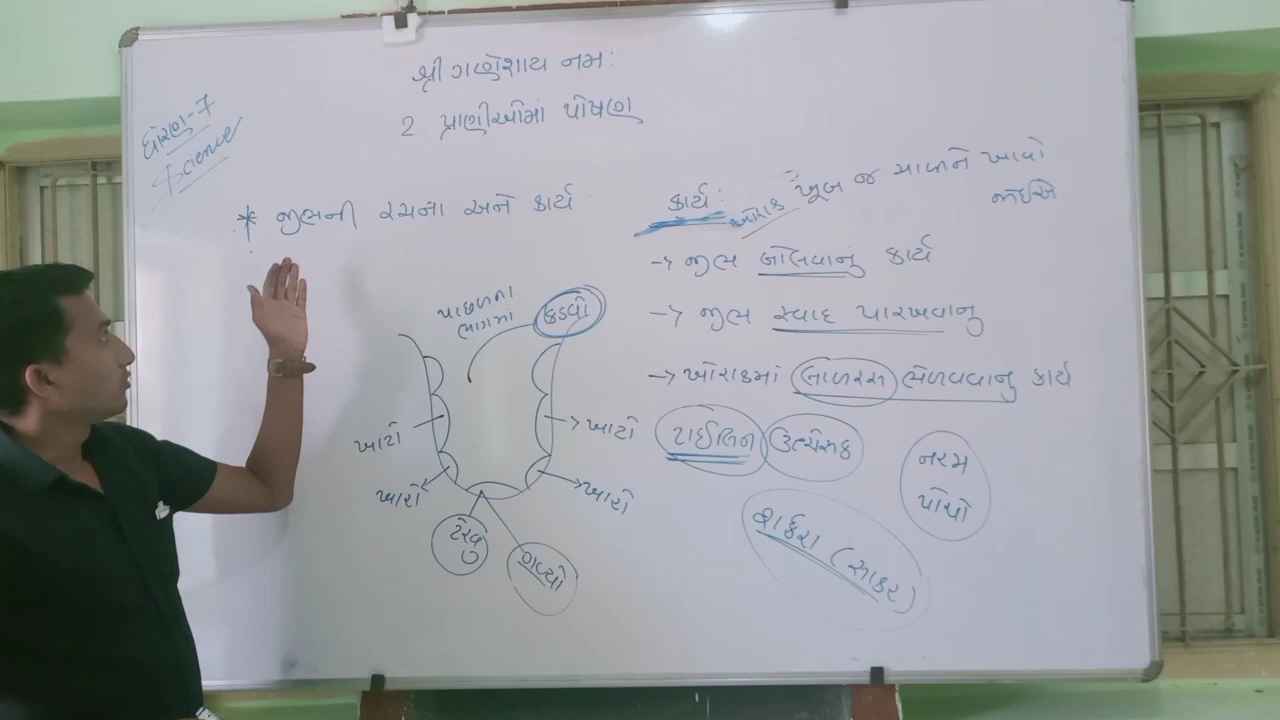 શ્રી ગણેશાય નમઃ
2. પ્રાણીઓમાં પોષણ
ધોરણ-7
Science
* જીભની રચના અને કાર્ય
કાર્ય:
ખોરાક ખૂબ જ ચાવીને ખાવો
જોઈએ
→ જીભ બોલવાનું કાર્ય
→ જીભ સ્વાદ પારખવાનું
→ ખોરાકમાં લાળરસ ભેળવવાનું કાર્ય
ટાઈલિન ઉત્સેચક
નરમ
પોચો
શર્કરા (સાકર)
પાછળના
ભાગમાં
કડવો
ખાટો
ખાટો
ખારો
ખારો
ટેરવું
ગળ્યો